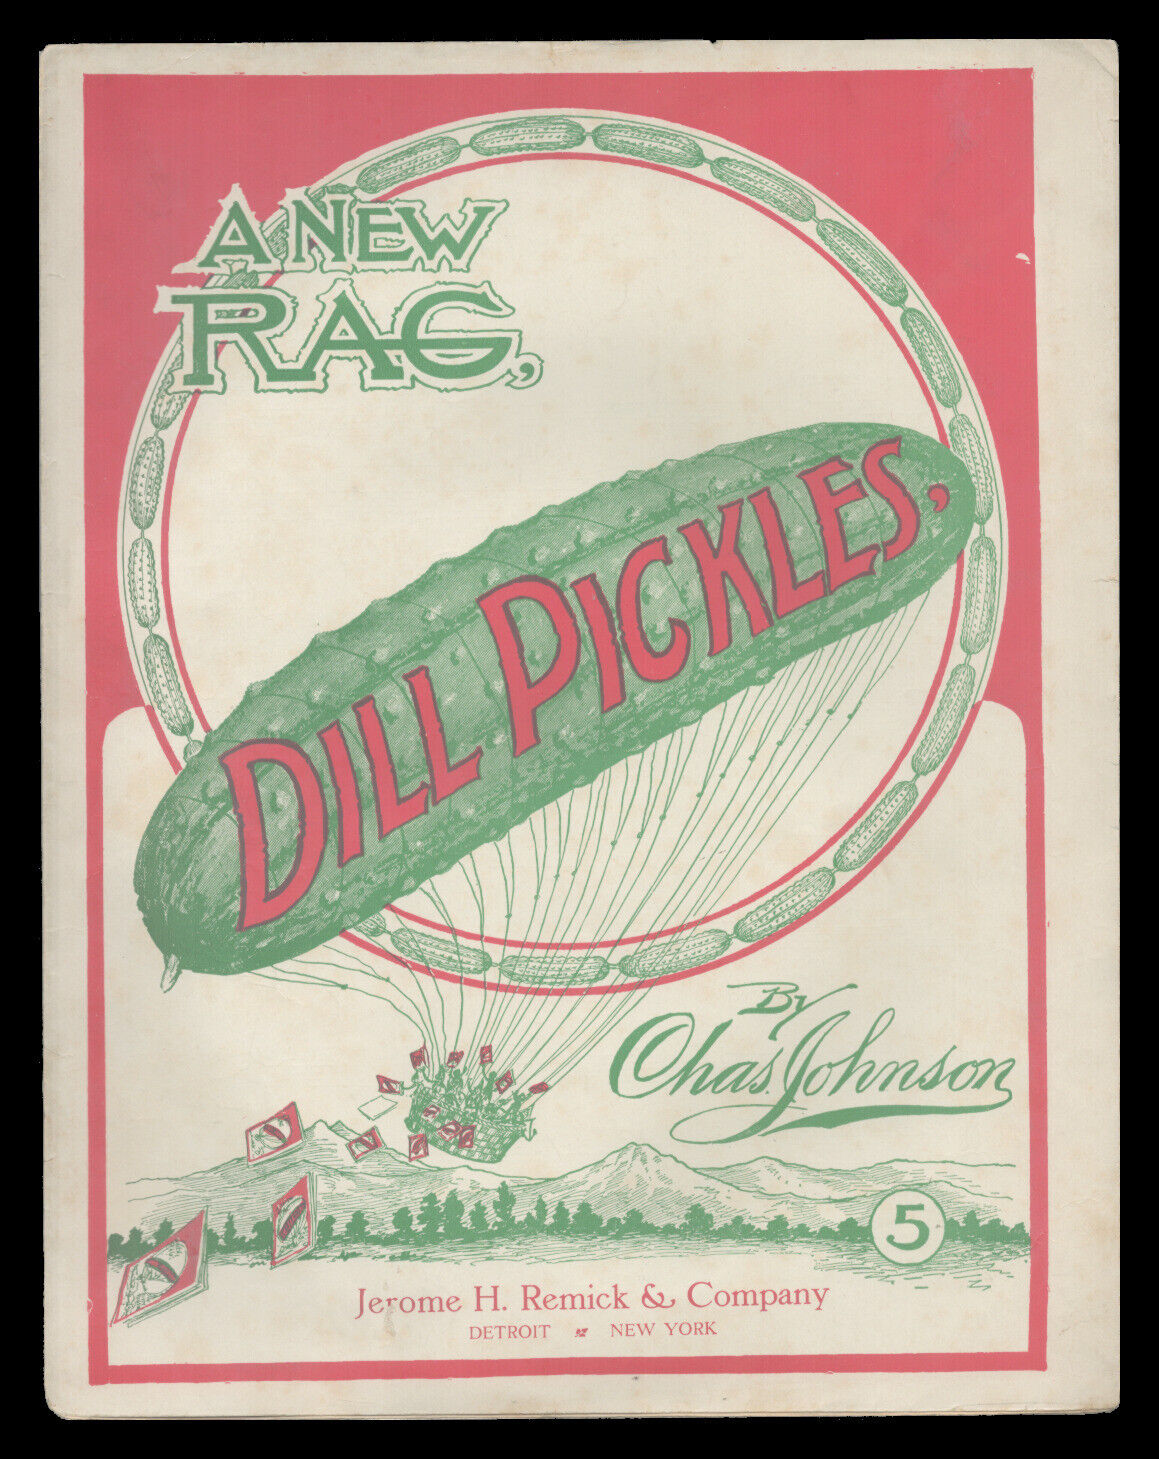 A NEW
RAG,
DILL PICKLES,
By
Chas. Johnson
5
Jerome H. Remick & Company
DETROIT NEW YORK